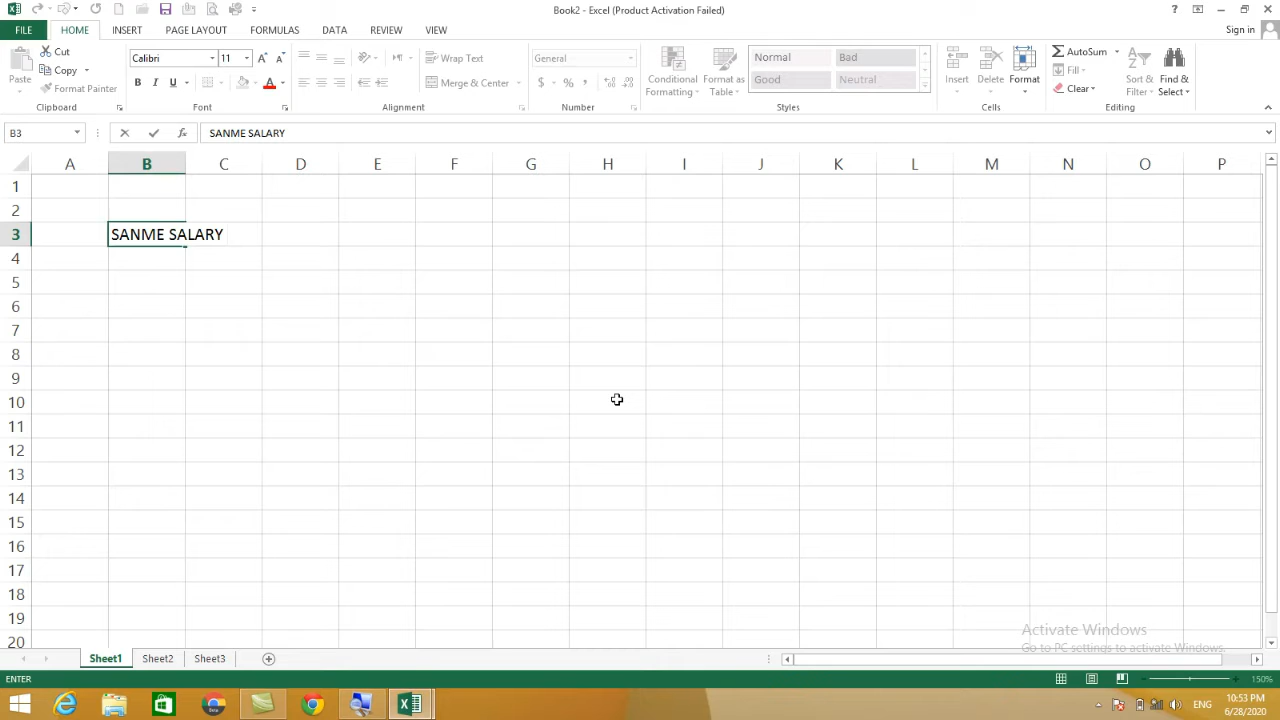 Book2 - Excel (Product Activation Failed)
FILE HOME INSERT PAGE LAYOUT FORMULAS DATA REVIEW VIEW Sign in
Cut
Copy
Format Painter
Paste
Clipboard
Calibri 11
B I U
Font
Wrap Text
Merge & Center
Alignment
General
$ % ,
Number
Conditional Formatting
Format as Table
Normal Bad
Good Neutral
Styles
Insert Delete Format
Cells
AutoSum
Fill
Clear
Sort & Filter
Find & Select
Editing
B3 fx SANME SALARY
A B C D E F G H I J K L M N O P
1
2
3 SANME SALARY
4
5
6
7
8
9
10
11
12
13
14
15
16
17
18
19
20
Activate Windows
Go to PC settings to activate Windows.
Sheet1 Sheet2 Sheet3
ENTER 150%
ENG 10:53 PM
6/28/2020